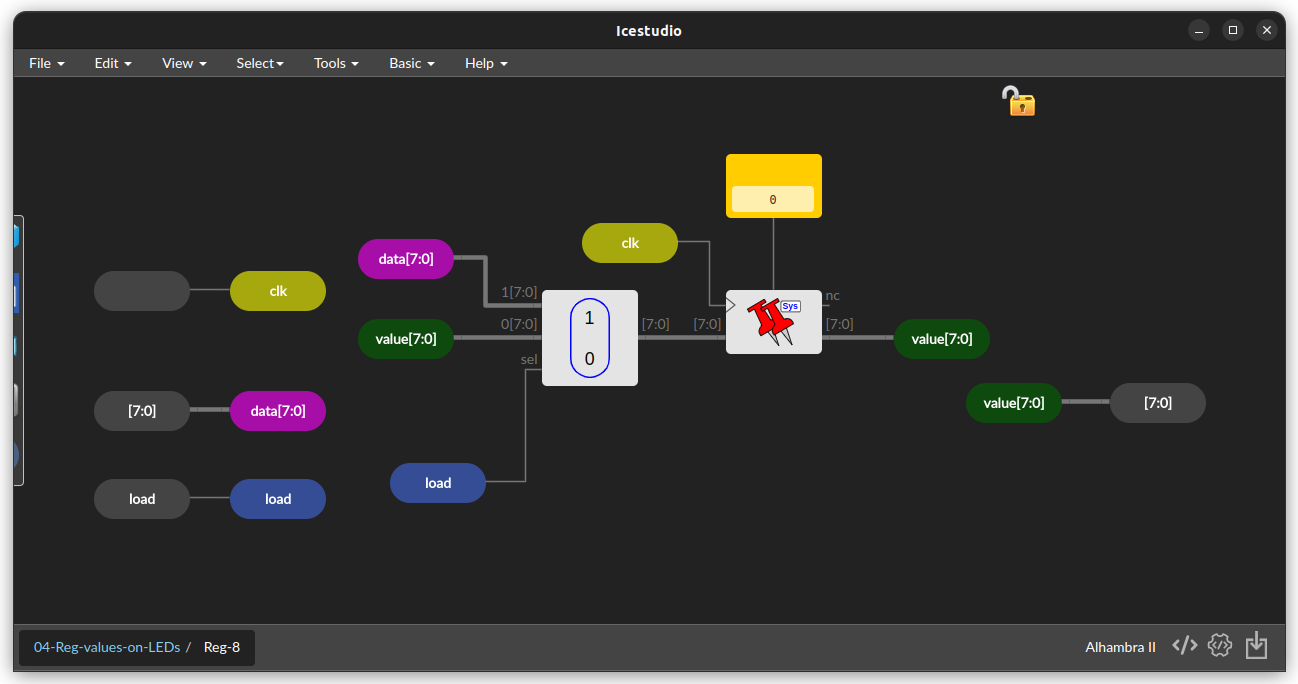 Icestudio
File Edit View Select Tools Basic Help
0
clk
data[7:0]
clk
1[7:0]
1
Sys
nc
0[7:0]
[7:0]
[7:0]
[7:0]
value[7:0]
value[7:0]
sel
0
[7:0]
data[7:0]
value[7:0]
[7:0]
load
load
load
04-Reg-values-on-LEDs / Reg-8
Alhambra II